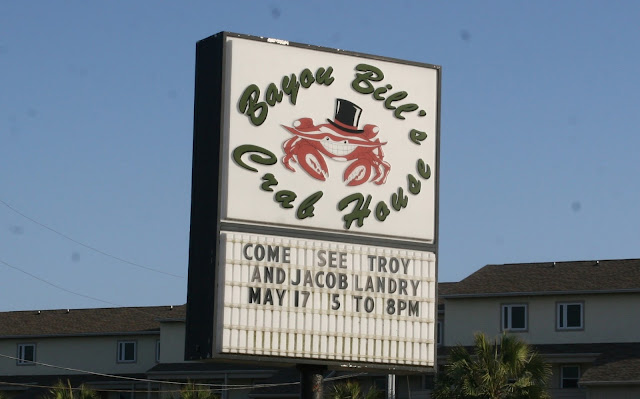 Bayou Bill's
Crab House
COME SEE TROY
AND JACOB LANDRY
MAY 17 5 TO 8PM